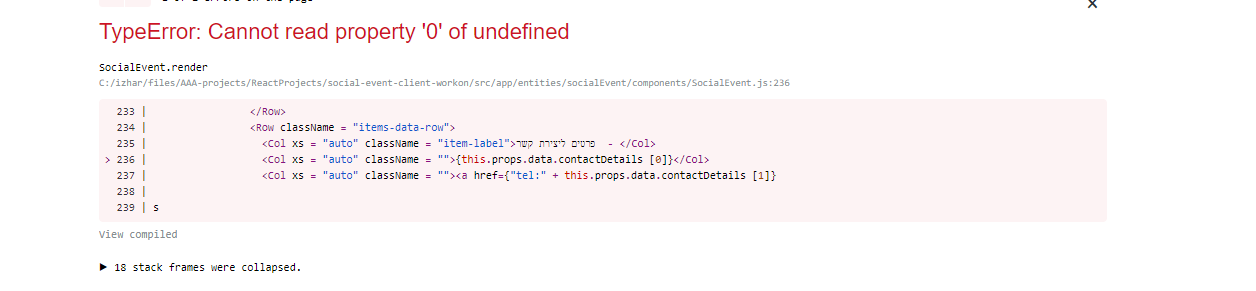 TypeError: Cannot read property '0' of undefined
SocialEvent.render
C:/izhar/files/AAA-projects/ReactProjects/social-event-client-workon/src/app/entities/socialEvent/components/SocialEvent.js:236
233 | </Row>
234 | <Row className = "items-data-row">
235 | <Col xs = "auto" className = "item-label">פרטים ליצירת קשר - </Col>
> 236 | <Col xs = "auto" className = "">{this.props.data.contactDetails [0]}</Col>
237 | <Col xs = "auto" className = ""><a href={"tel:" + this.props.data.contactDetails [1]}
238 |
239 | s
View compiled
▶ 18 stack frames were collapsed.